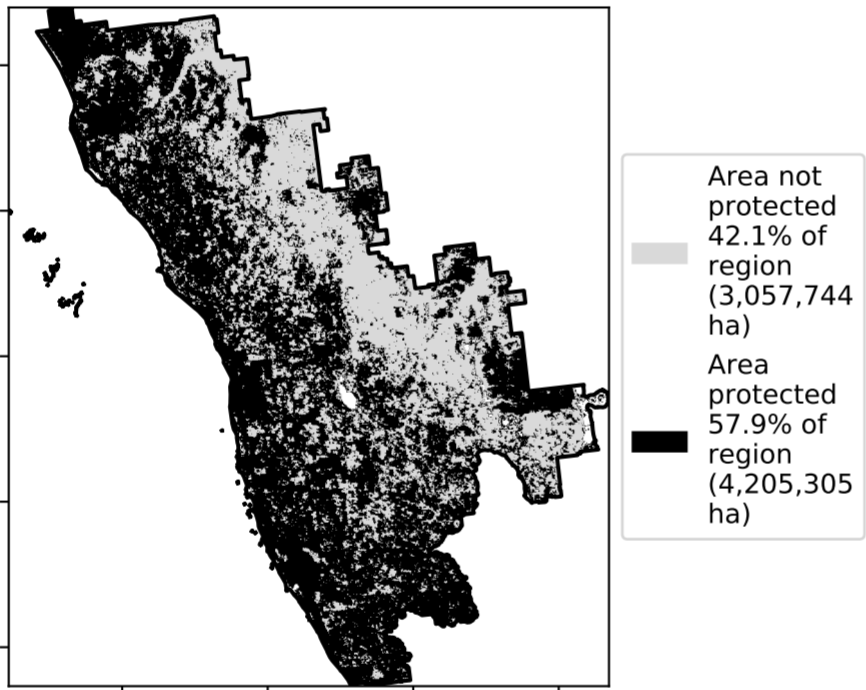 Area not
protected
42.1% of
region
(3,057,744
ha)
Area
protected
57.9% of
region
(4,205,305
ha)